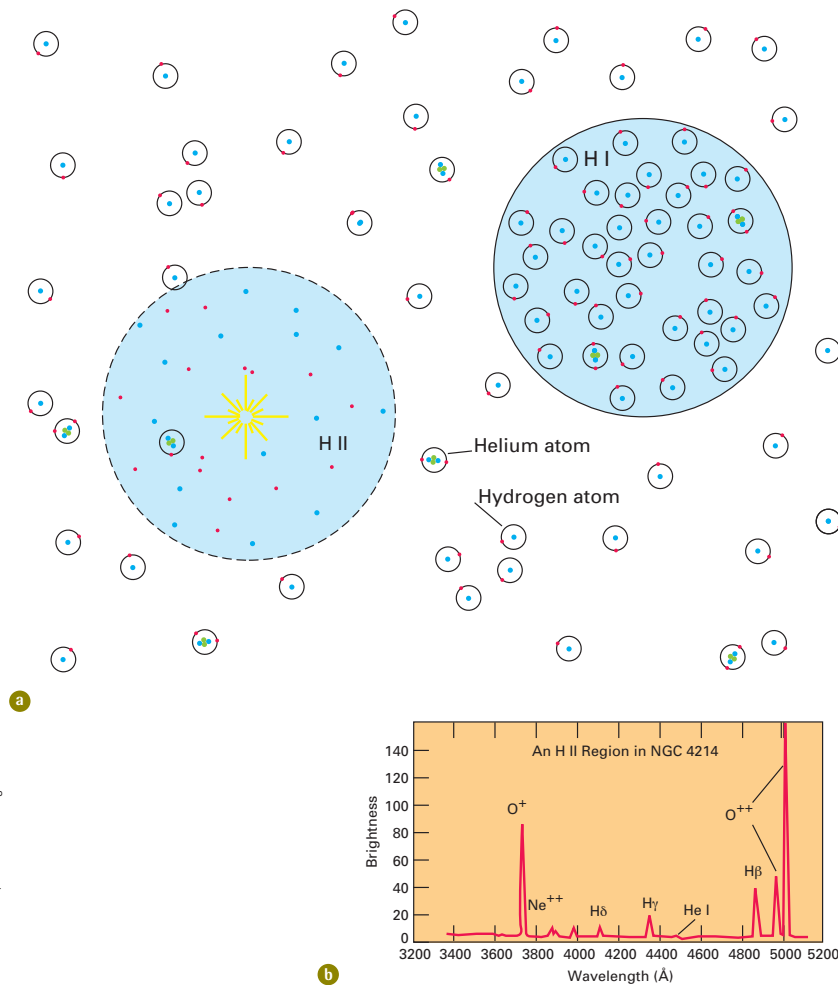 H I
H II
Helium atom
Hydrogen atom
a
An H II Region in NGC 4214
140
120
100
80
60
40
20
0
Brightness
O⁺
Ne⁺⁺
Hδ
Hγ
He I
Hβ
O⁺⁺
3200 3400 3600 3800 4000 4200 4400 4600 4800 5000 5200
Wavelength (Å)
b